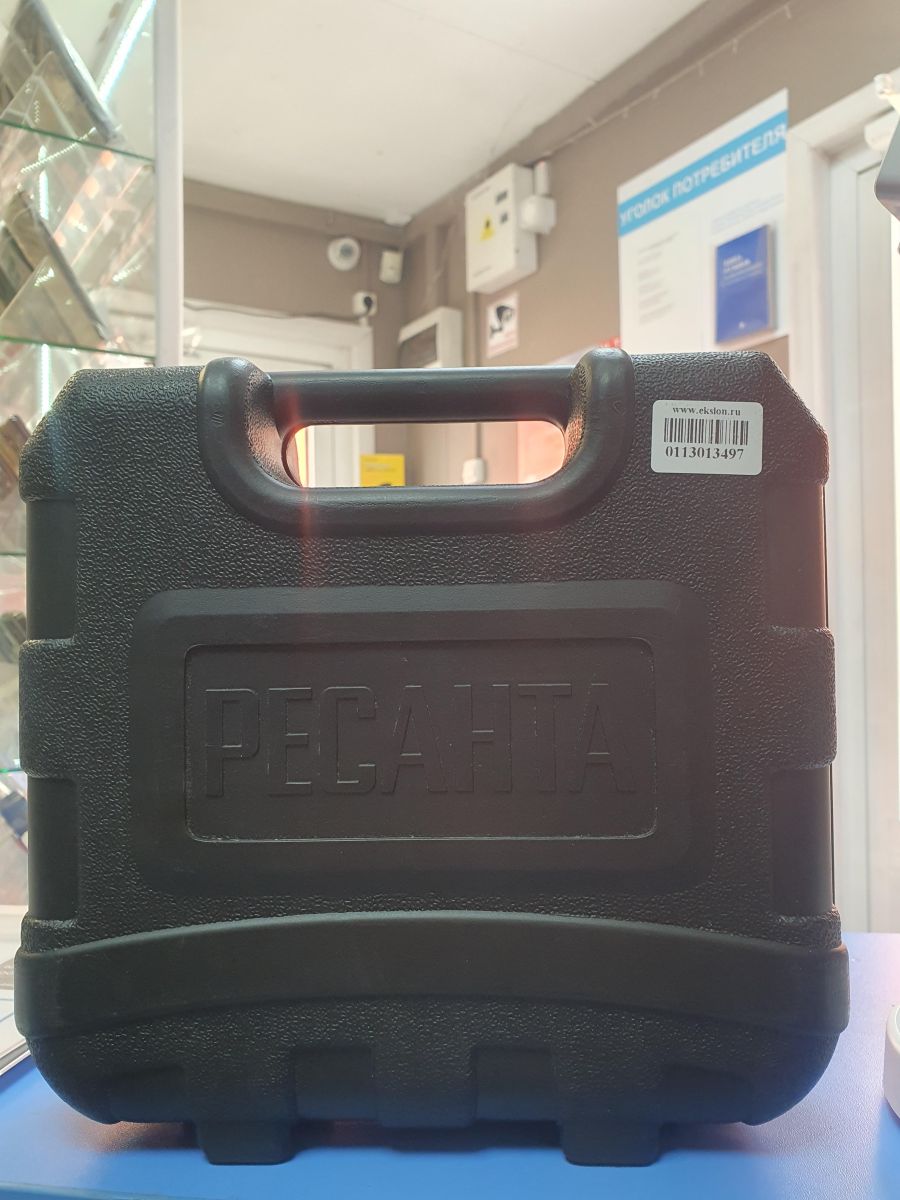 УГОЛОК ПОТРЕБИТЕЛЯ
www.ekslon.ru
0113013497
РЕСАНТА